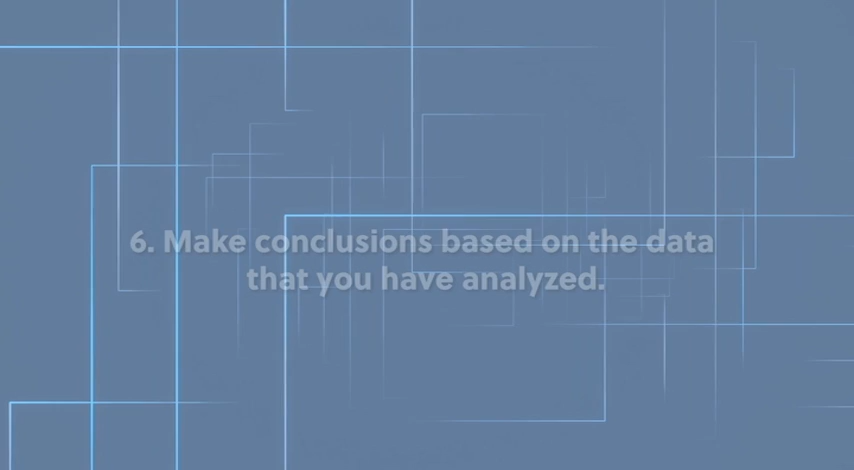 6. Make conclusions based on the data
that you have analyzed.